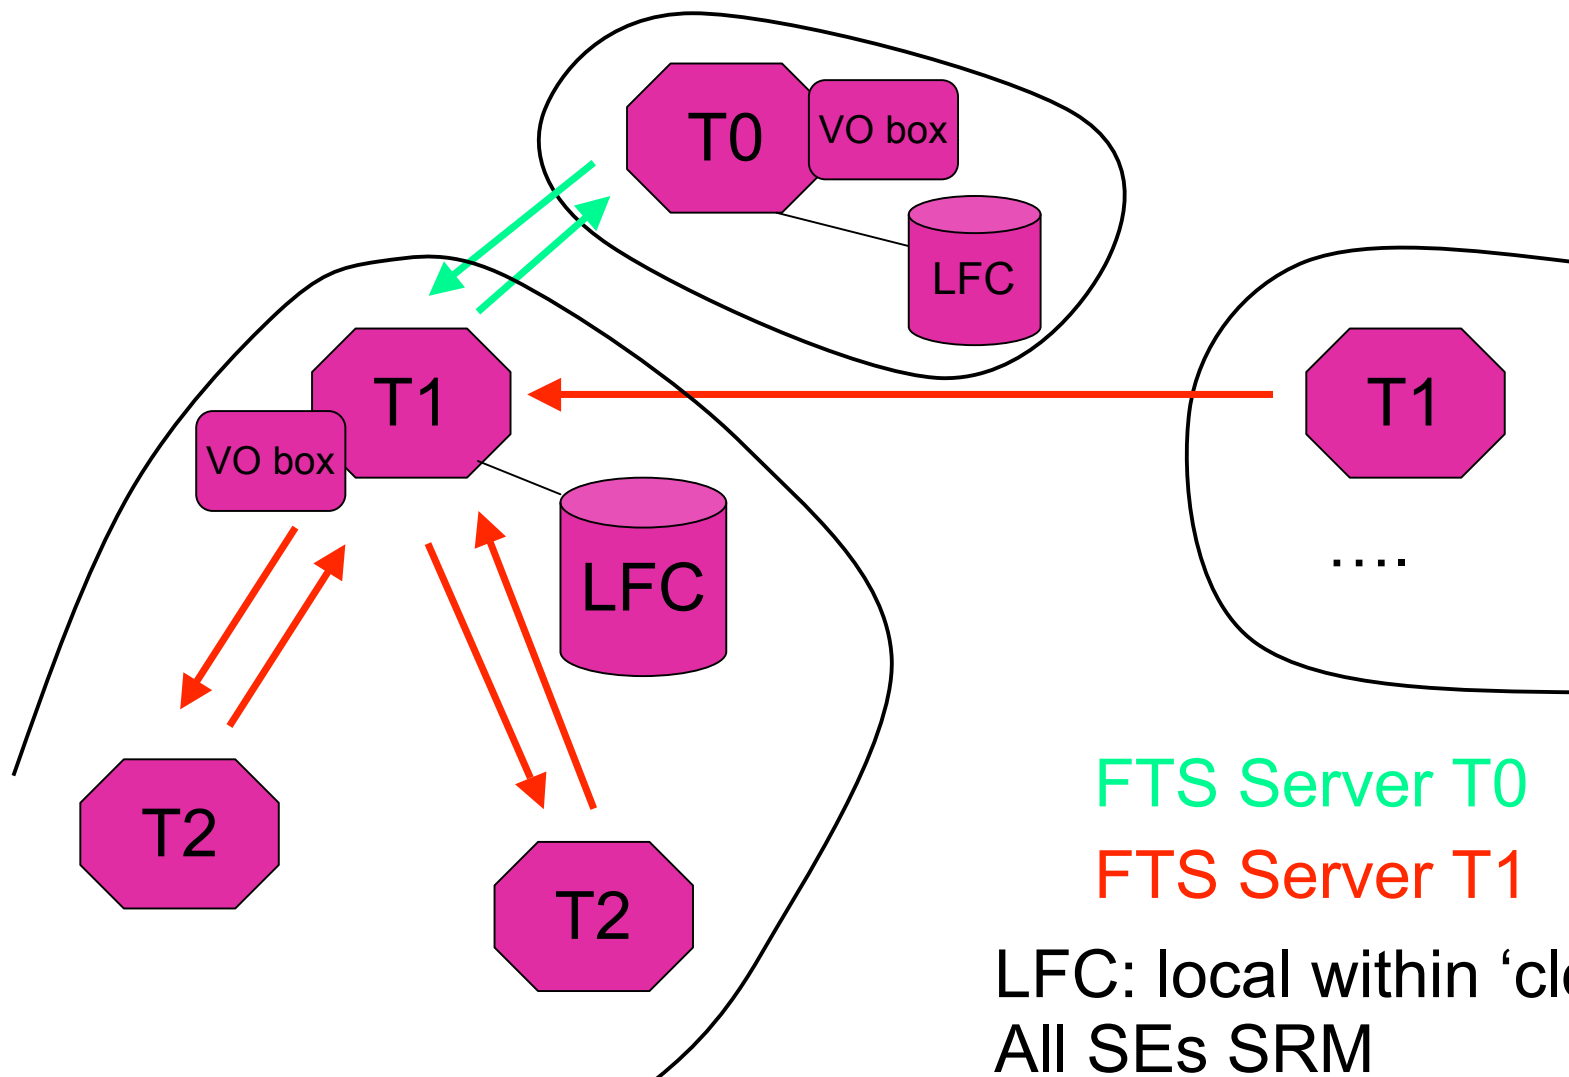 T0
VO box
LFC
T1
VO box
LFC
T1
....
T2
T2
FTS Server T0
FTS Server T1
LFC: local within
All SEs SRM